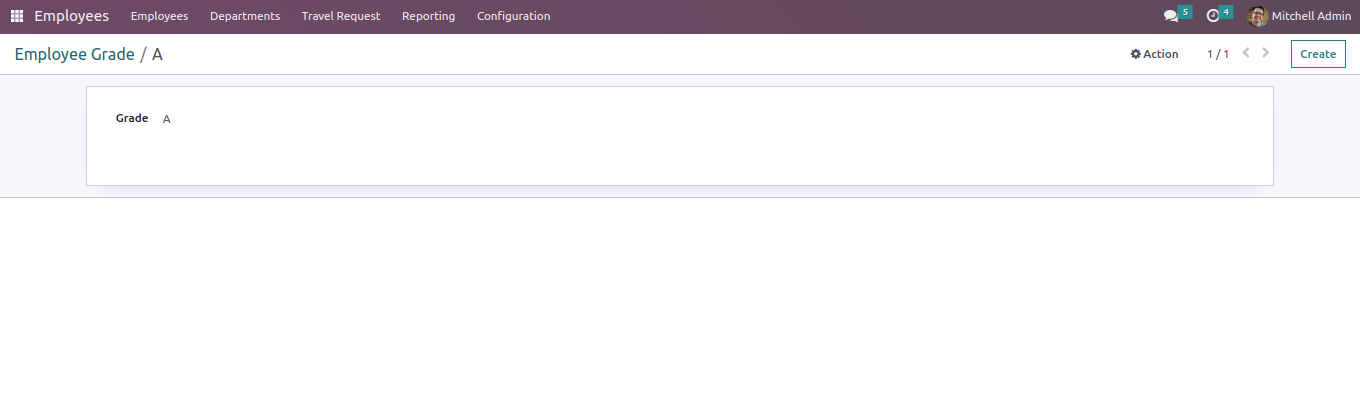 Employees Employees Departments Travel Request Reporting Configuration 5 4 Mitchell Admin
Employee Grade / A Action 1 / 1 Create
Grade A